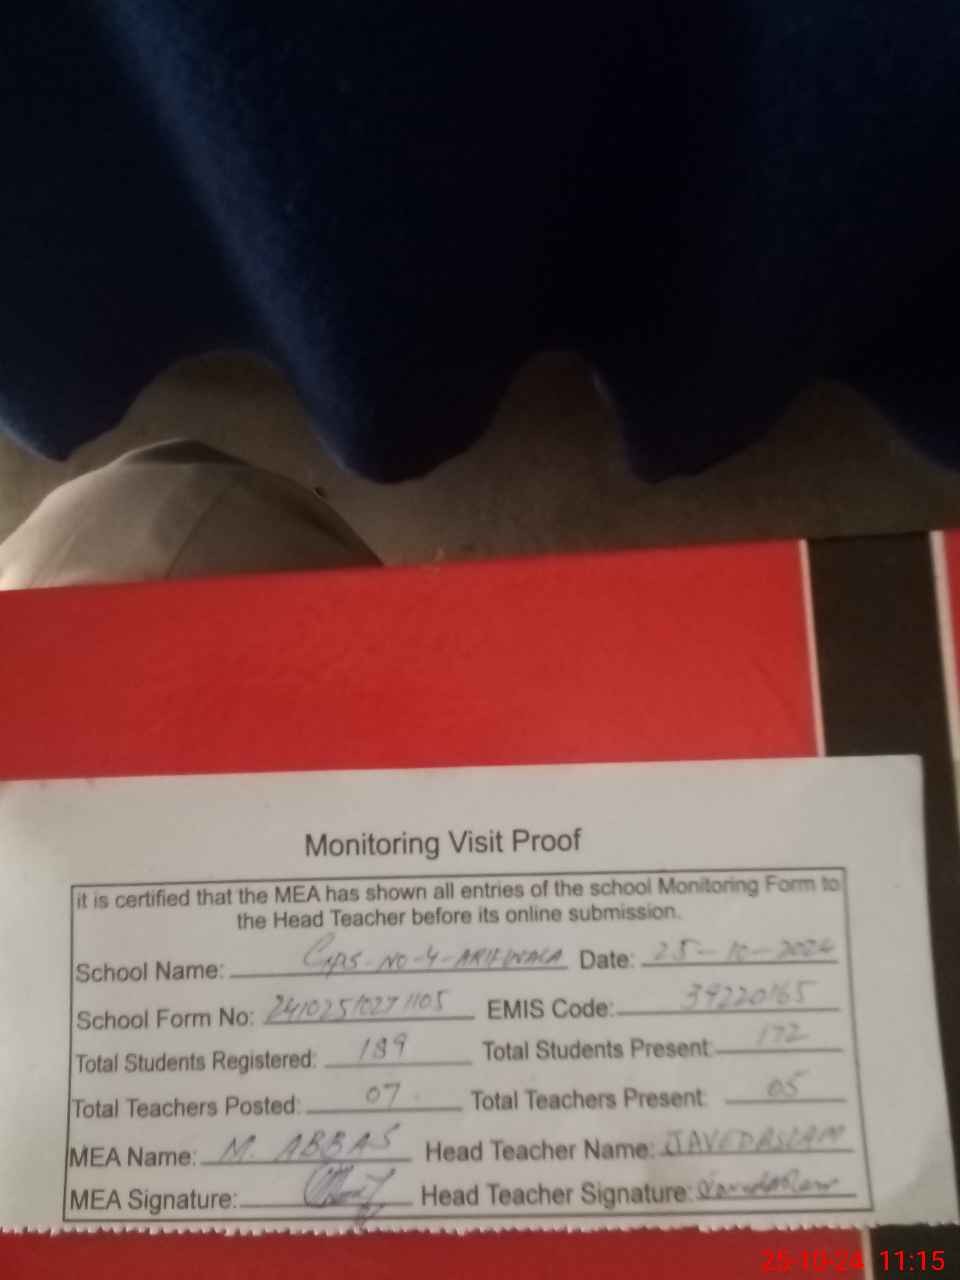 Monitoring Visit Proof
it is certified that the MEA has shown all entries of the school Monitoring Form to
the Head Teacher before its online submission.
School Name: GMPS-NO-4-ARIFWALA Date: 25-10-2024
School Form No: 24102510271105 EMIS Code: 39220165
Total Students Registered: 189 Total Students Present: 172
Total Teachers Posted: 07 Total Teachers Present: 05
MEA Name: M. ABBAS Head Teacher Name: JAVED ASLAM
MEA Signature: Head Teacher Signature:
25-10-24 11:15